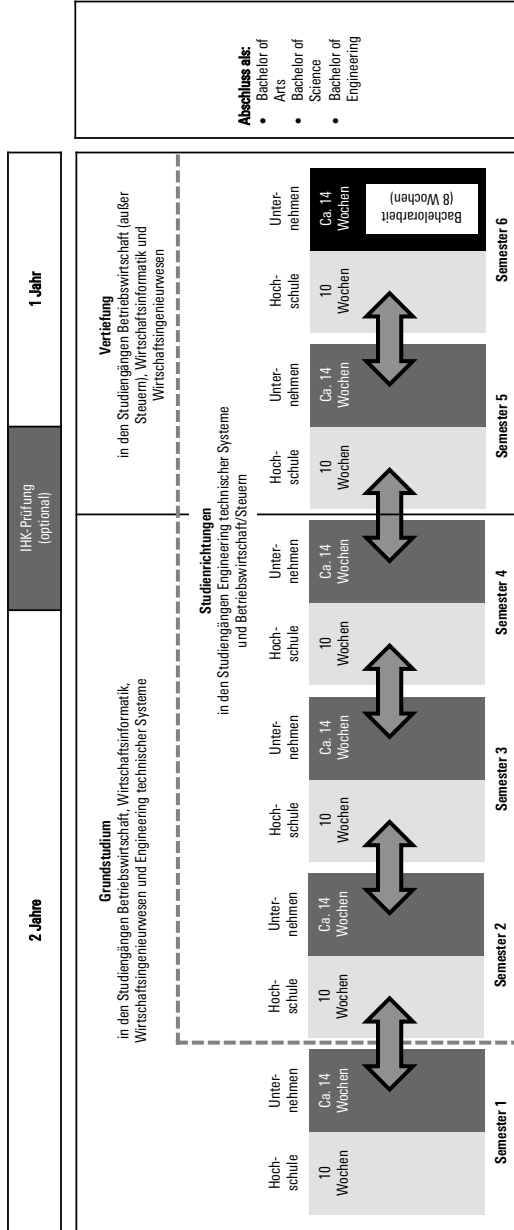 2 Jahre
IHK-Prüfung
(optional)
1 Jahr
Grundstudium
in den Studiengängen Betriebswirtschaft, Wirtschaftsinformatik,
Wirtschaftsingenieurwesen und Engineering technischer Systeme
Vertiefung
in den Studiengängen Betriebswirtschaft (außer
Steuern), Wirtschaftsinformatik und
Wirtschaftsingenieurwesen
Studienrichtungen
in den Studiengängen Engineering technischer Systeme
und Betriebswirtschaft/Steuern
Hoch-
schule
Unter-
nehmen
Hoch-
schule
Unter-
nehmen
Hoch-
schule
Unter-
nehmen
Hoch-
schule
Unter-
nehmen
Hoch-
schule
Unter-
nehmen
Hoch-
schule
Unter-
nehmen
10
Wochen
Ca. 14
Wochen
10
Wochen
Ca. 14
Wochen
10
Wochen
Ca. 14
Wochen
10
Wochen
Ca. 14
Wochen
10
Wochen
Ca. 14
Wochen
10
Wochen
Ca. 14
Wochen
Bachelorarbeit
(8 Wochen)
Semester 1
Semester 2
Semester 3
Semester 4
Semester 5
Semester 6
Abschluss als:
• Bachelor of
Arts
• Bachelor of
Science
• Bachelor of
Engineering